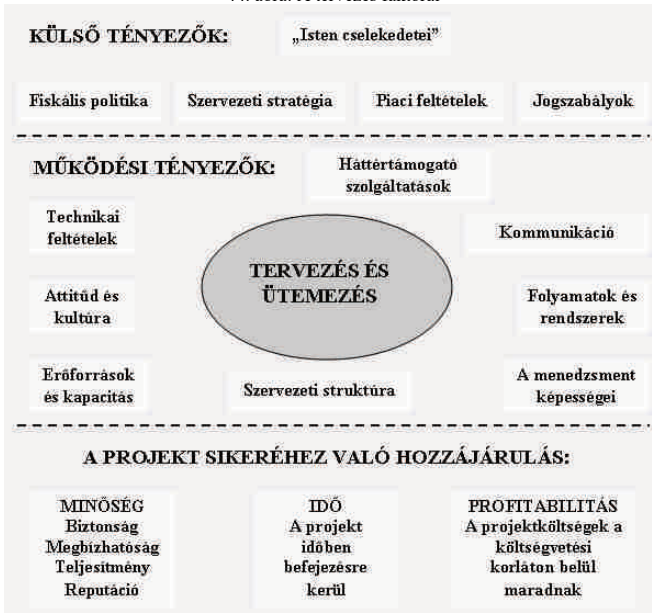 KÜLSŐ TÉNYEZŐK:
„Isten cselekedetei”
Fiskális politika
Szervezeti stratégia
Piaci feltételek
Jogszabályok
MŰKÖDÉSI TÉNYEZŐK:
Háttértámogató
szolgáltatások
Technikai
feltételek
Kommunikáció
TERVEZÉS ÉS
ÜTEMEZÉS
Attitűd és
kultúra
Folyamatok és
rendszerek
Erőforrások
és kapacitás
Szervezeti struktúra
A menedzsment
képességei
A PROJEKT SIKERÉHEZ VALÓ HOZZÁJÁRULÁS:
MINŐSÉG
Biztonság
Megbízhatóság
Teljesítmény
Reputáció
IDŐ
A projekt
időben
befejezésre
kerül
PROFITABILITÁS
A projektköltségek a
költségvetési
korláton belül
maradnak